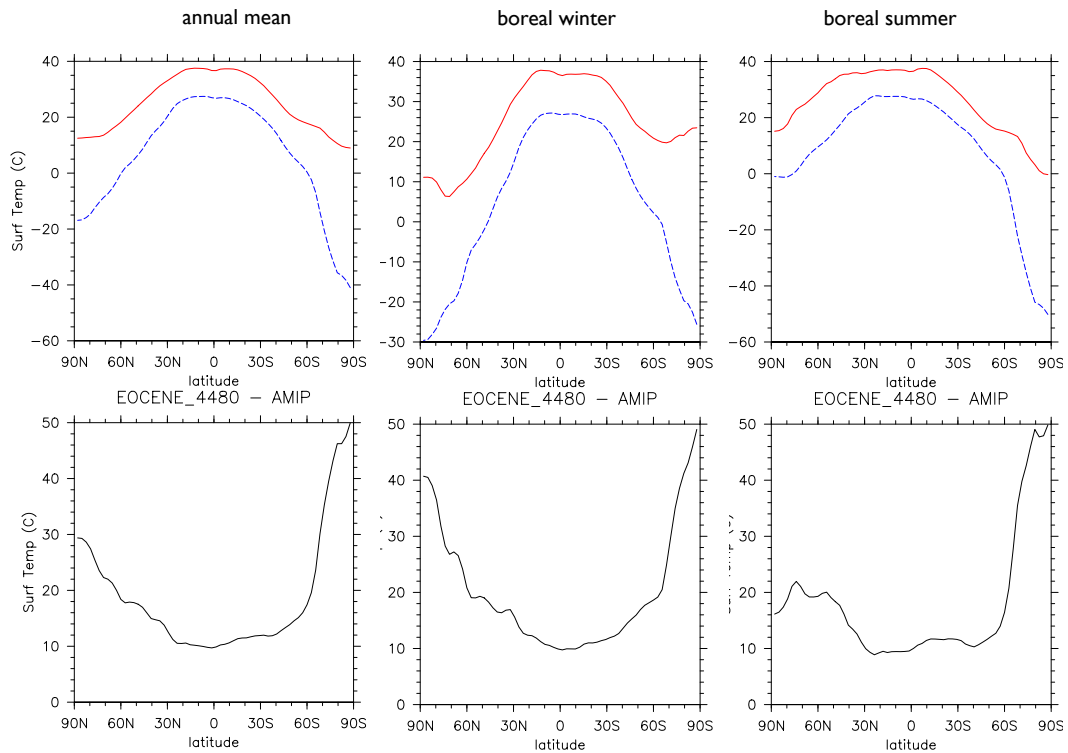 annual mean
boreal winter
boreal summer
40
20
0
−20
−40
−60
Surf Temp (C)
90N 60N 30N 0 30S 60S 90S
latitude
40
30
20
10
0
−10
−20
−30
90N 60N 30N 0 30S 60S 90S
latitude
40
20
0
−20
−40
−60
90N 60N 30N 0 30S 60S 90S
latitude
EOCENE_4480 − AMIP
50
40
30
20
10
0
Surf Temp (C)
90N 60N 30N 0 30S 60S 90S
latitude
EOCENE_4480 − AMIP
50
40
30
20
10
0
90N 60N 30N 0 30S 60S 90S
latitude
EOCENE_4480 − AMIP
50
40
30
20
10
0
90N 60N 30N 0 30S 60S 90S
latitude